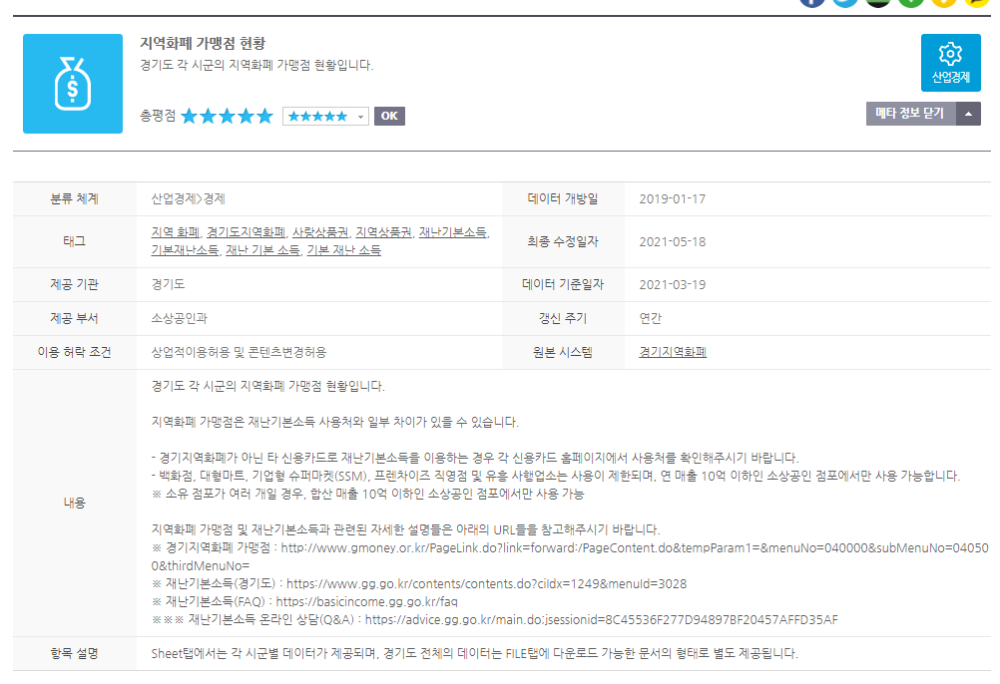 지역화폐 가맹점 현황
경기도 각 시군의 지역화폐 가맹점 현황입니다.
산업경제
총평점 ★★★★★ ★★★★★ OK
메타 정보 닫기
분류 체계 산업경제>경제 데이터 개방일 2019-01-17
태그 지역 화폐, 경기도지역화폐, 사랑상품권, 지역상품권, 재난기본소득,
기본재난소득, 재난 기본 소득, 기본 재난 소득 최종 수정일자 2021-05-18
제공 기관 경기도 데이터 기준일자 2021-03-19
제공 부서 소상공인과 갱신 주기 연간
이용 허락 조건 상업적이용허용 및 콘텐츠변경허용 원본 시스템 경기지역화폐
내용
경기도 각 시군의 지역화폐 가맹점 현황입니다.
지역화폐 가맹점은 재난기본소득 사용처와 일부 차이가 있을 수 있습니다.
- 경기지역화폐가 아닌 타 신용카드로 재난기본소득을 이용하는 경우 각 신용카드 홈페이지에서 사용처를 확인해주시기 바랍니다.
- 백화점, 대형마트, 기업형 슈퍼마켓(SSM), 프렌차이즈 직영점 및 유흥 사행업소는 사용이 제한되며, 연 매출 10억 이하인 소상공인 점포에서만 사용 가능합니다.
※ 소유 점포가 여러 개일 경우, 합산 매출 10억 이하인 소상공인 점포에서만 사용 가능
지역화폐 가맹점 및 재난기본소득과 관련된 자세한 설명들은 아래의 URL들을 참고해주시기 바랍니다.
※ 경기지역화폐 가맹점 : http://www.gmoney.or.kr/PageLink.do?link=forward:/PageContent.do&tempParam1=&menuNo=040000&subMenuNo=04050
0&thirdMenuNo=
※ 재난기본소득(경기도) : https://www.gg.go.kr/contents/contents.do?ciIdx=1249&menuId=3028
※ 재난기본소득(FAQ) : https://basicincome.gg.go.kr/faq
※※※ 재난기본소득 온라인 상담(Q&A) : https://advice.gg.go.kr/main.do;jsessionid=8C45536F277D94897BF20457AFFD35AF
항목 설명 Sheet탭에서는 각 시군별 데이터가 제공되며, 경기도 전체의 데이터는 FILE탭에 다운로드 가능한 문서의 형태로 별도 제공됩니다.